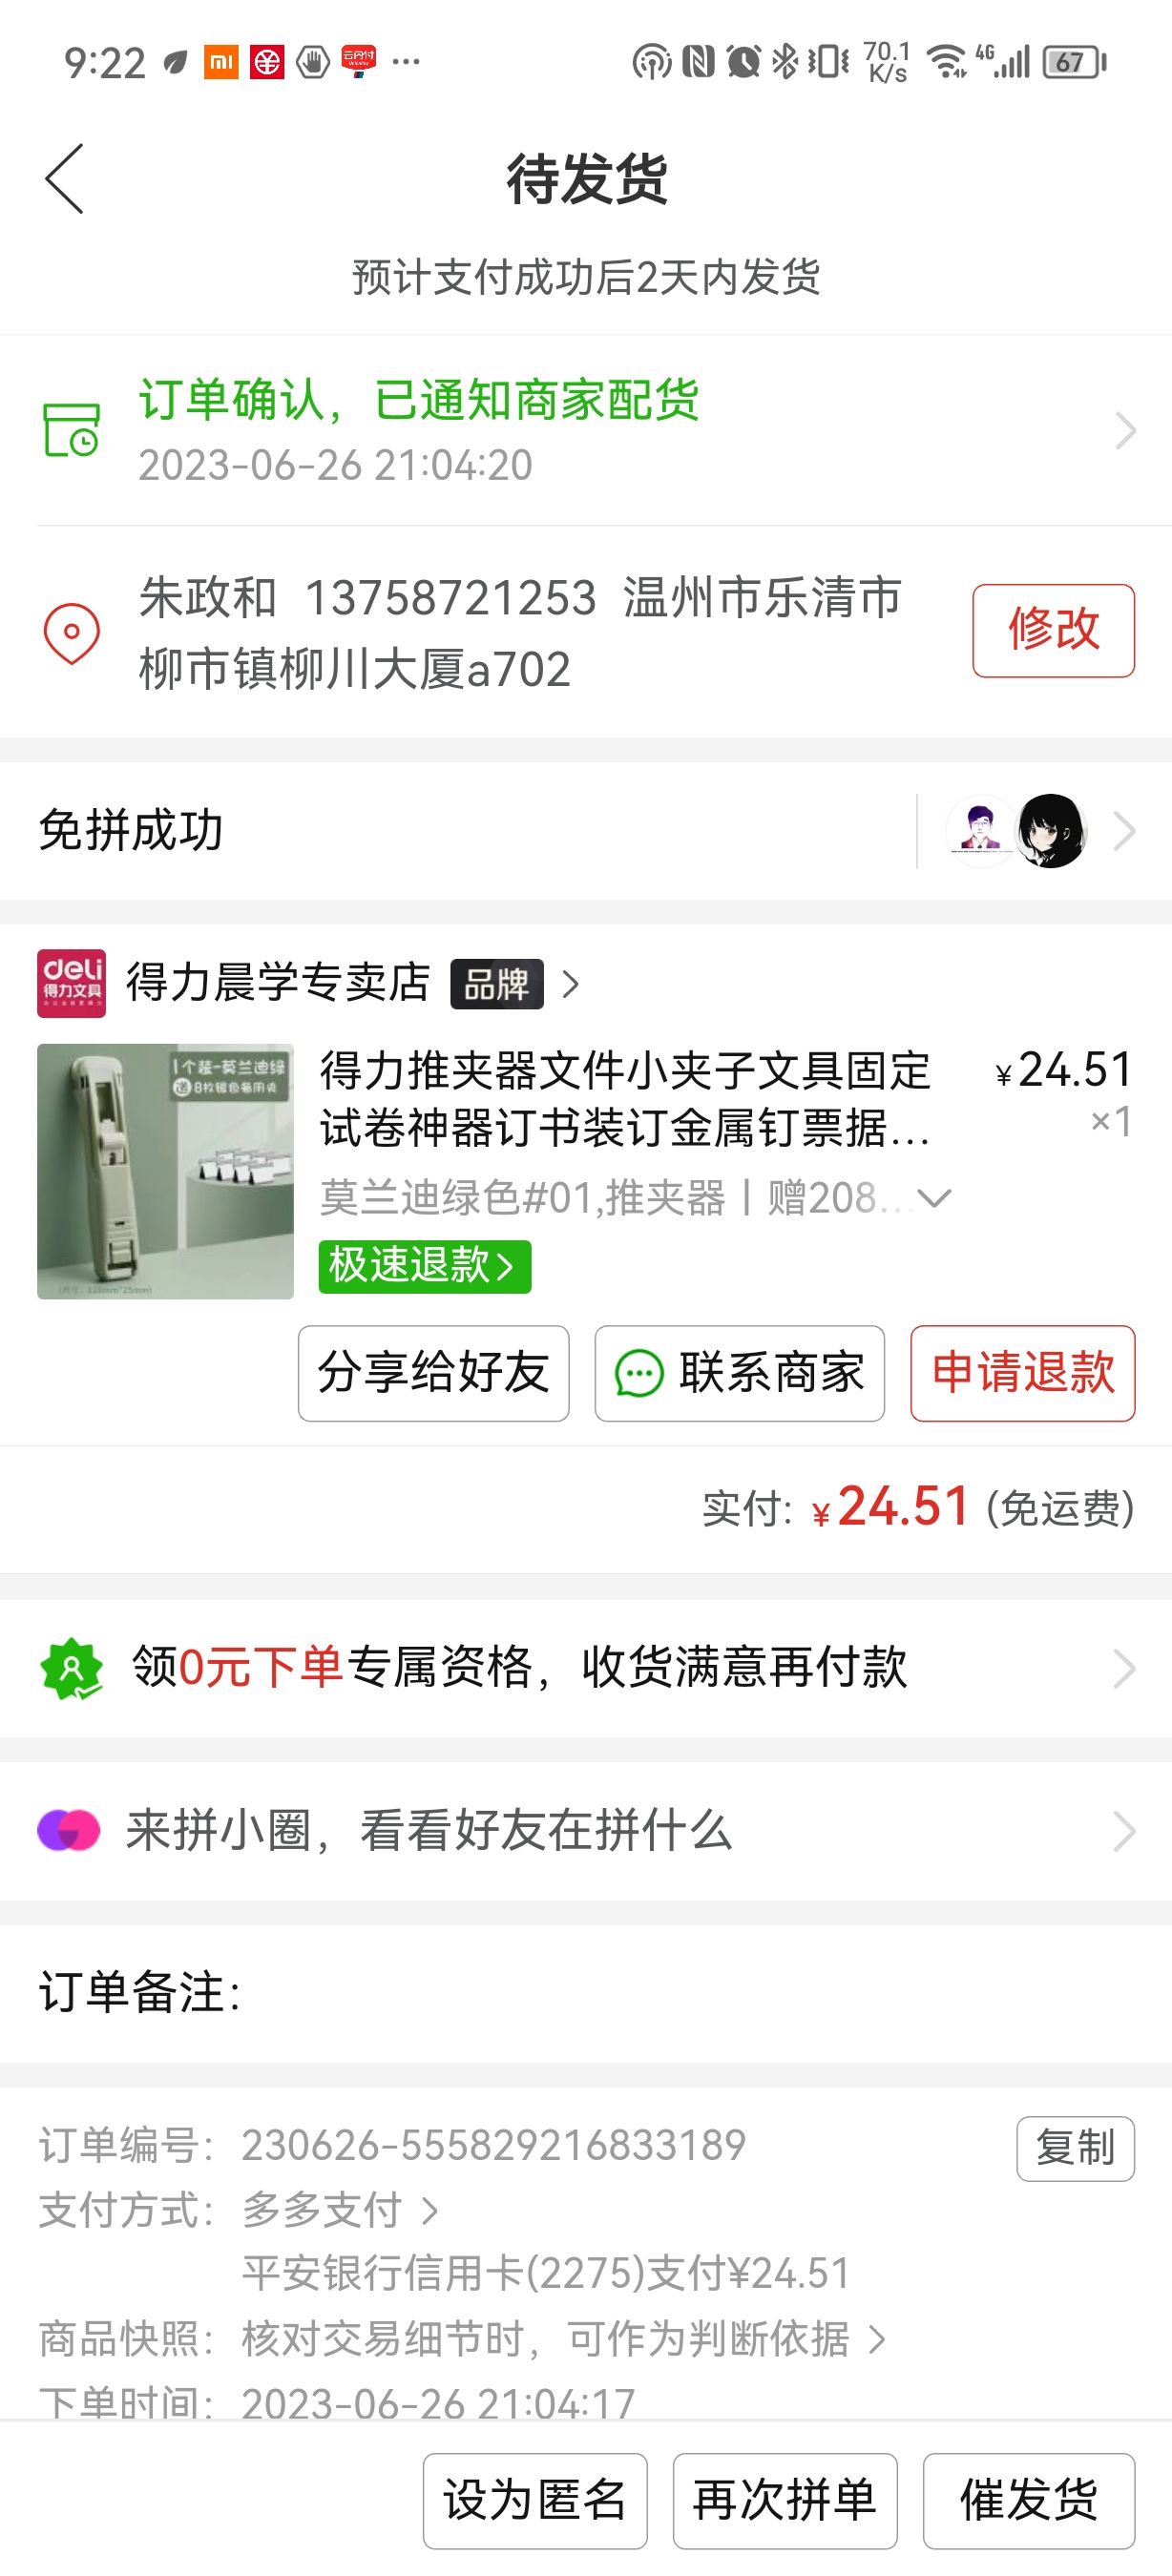 9:22
70.1
K/s
4G
67
待发货
预计支付成功后2天内发货
订单确认，已通知商家配货
2023-06-26 21:04:20
朱政和 13758721253 温州市乐清市
柳市镇柳川大厦a702
修改
免拼成功
deli
得力文具
得力晨学专卖店 品牌
1个装-莫兰迪绿
送8枚银色备用夹
得力推夹器文件小夹子文具固定
试卷神器订书装订金属钉票据...
¥24.51
×1
莫兰迪绿色#01,推夹器丨赠208...
极速退款
分享给好友 联系商家 申请退款
实付: ¥24.51 (免运费)
领0元下单专属资格，收货满意再付款
来拼小圈，看看好友在拼什么
订单备注:
订单编号: 230626-555829216833189 复制
支付方式: 多多支付
平安银行信用卡(2275)支付¥24.51
商品快照: 核对交易细节时，可作为判断依据
下单时间: 2023-06-26 21:04:17
设为匿名 再次拼单 催发货